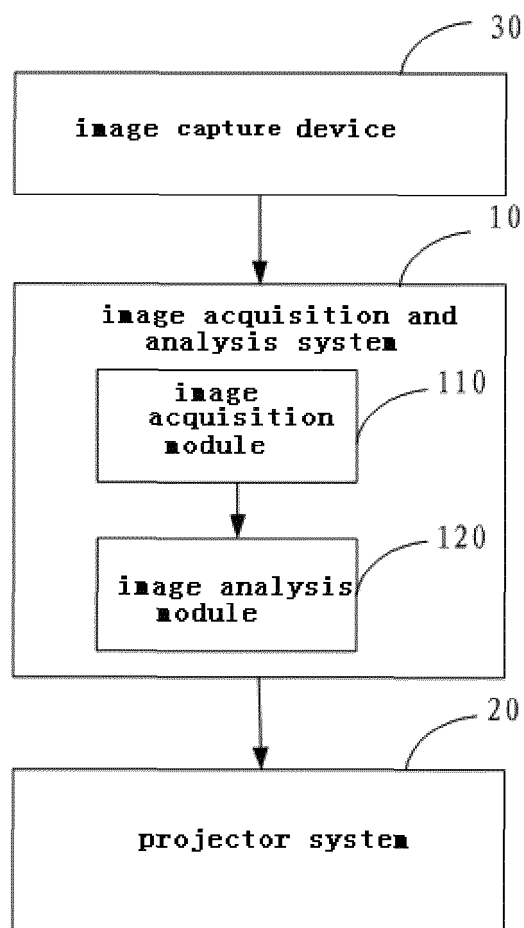 30
image capture device
10
image acquisition and
analysis system
110
image
acquisition
module
120
image analysis
module
20
projector system